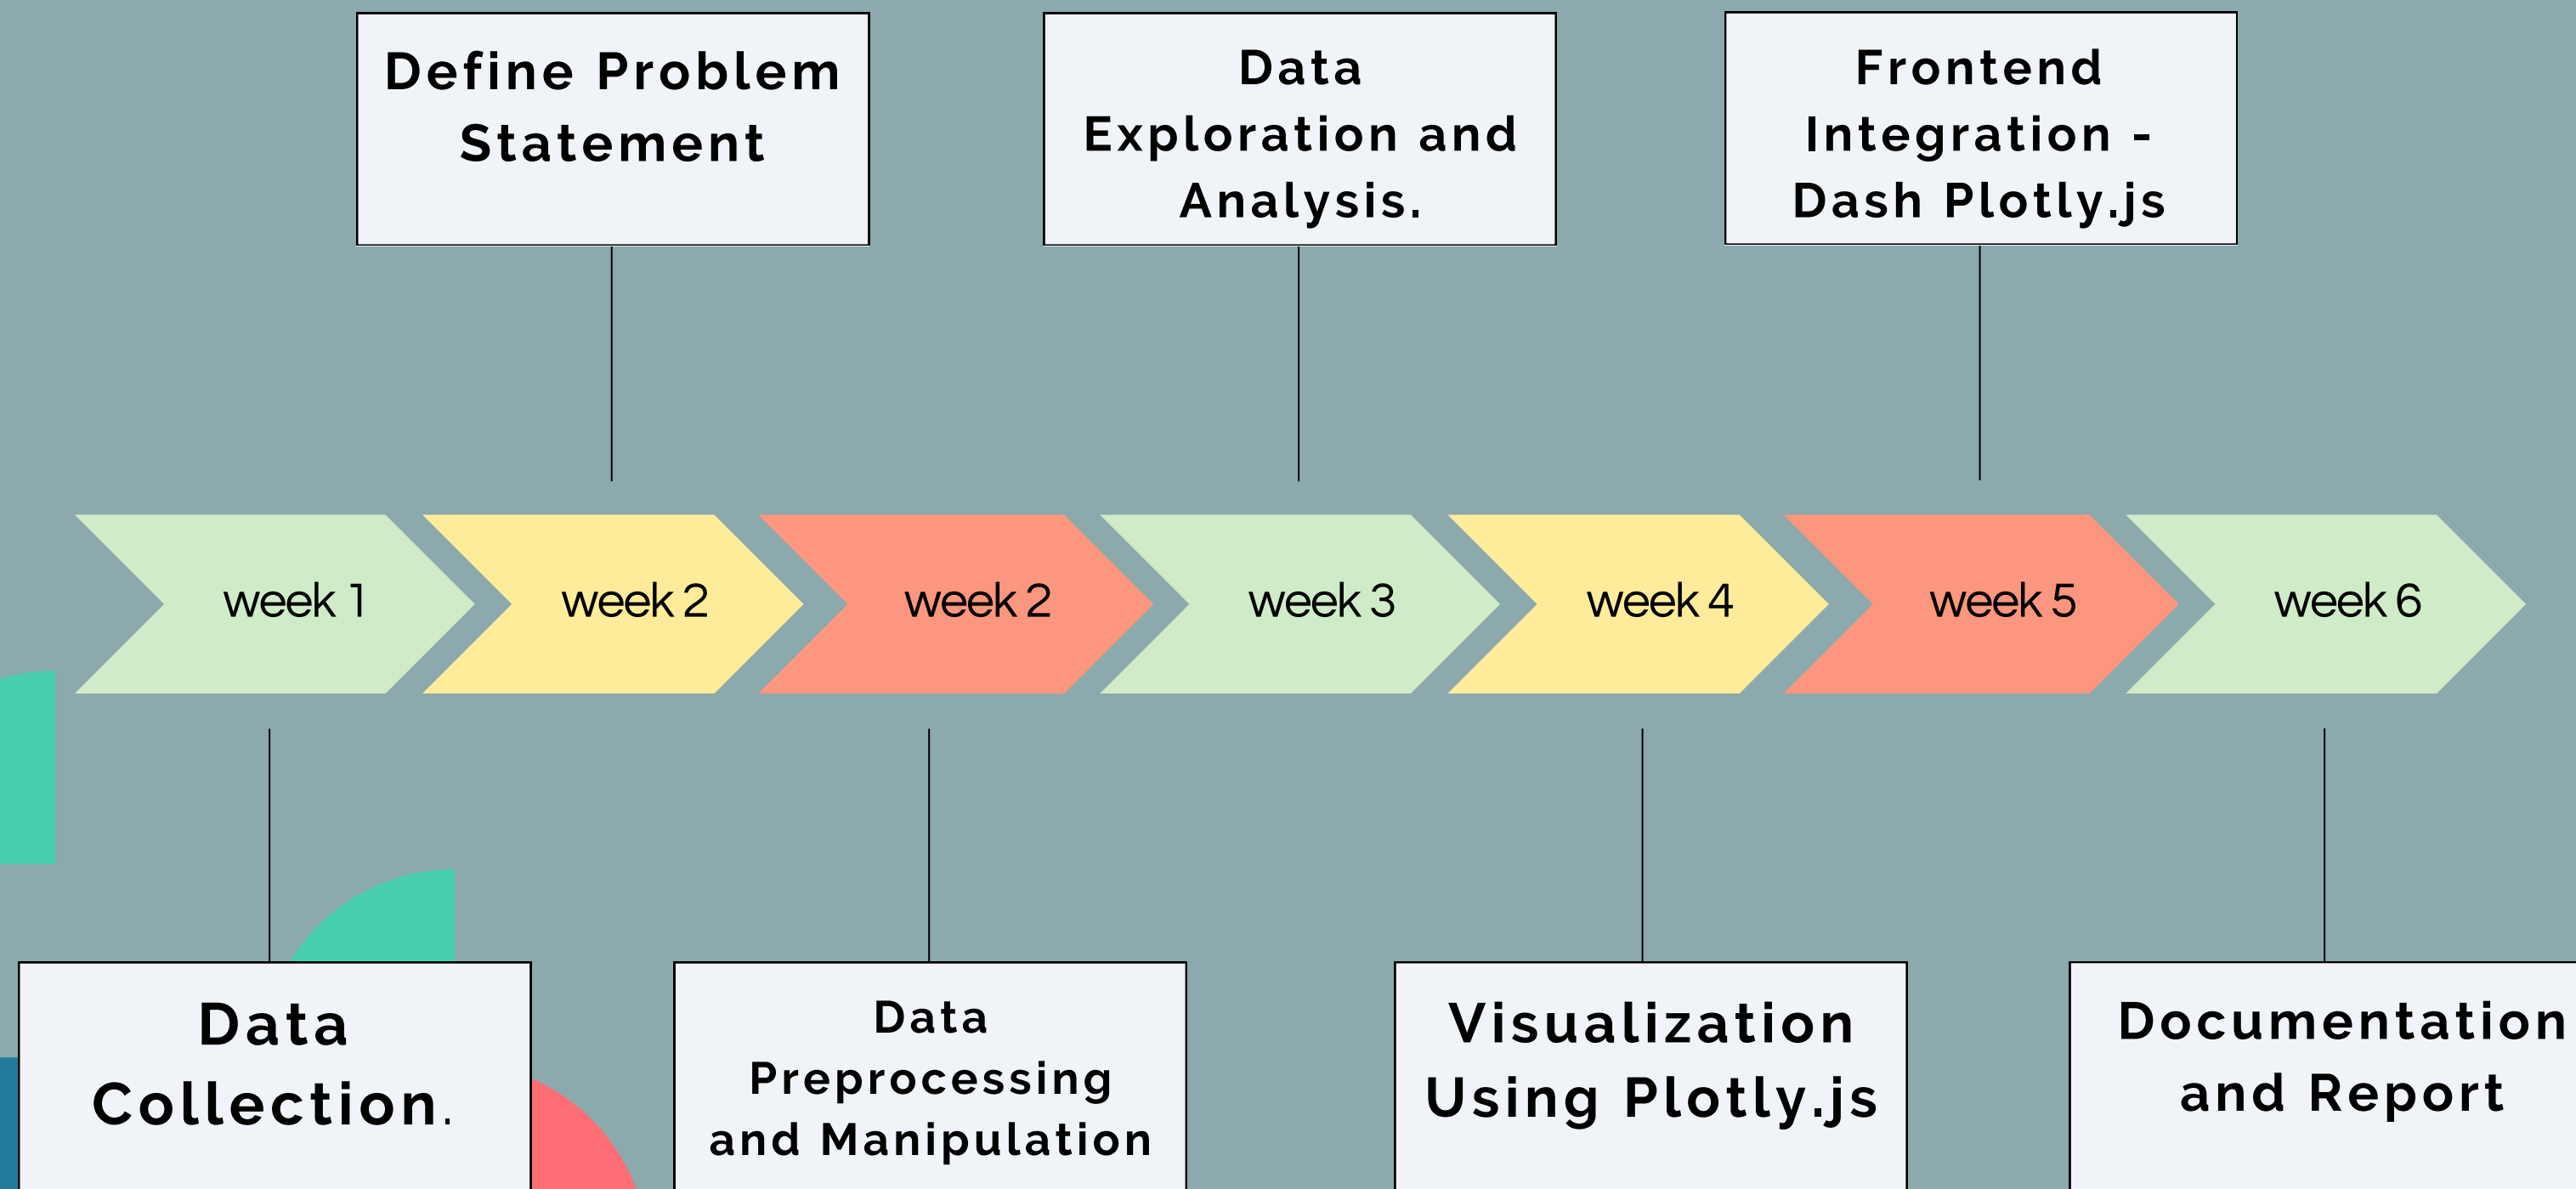 Define Problem
Statement
Data
Exploration and
Analysis.
Frontend
Integration -
Dash Plotly.js
week 1
week 2
week 2
week 3
week 4
week 5
week 6
Data
Collection.
Data
Preprocessing
and Manipulation
Visualization
Using Plotly.js
Documentation
and Report